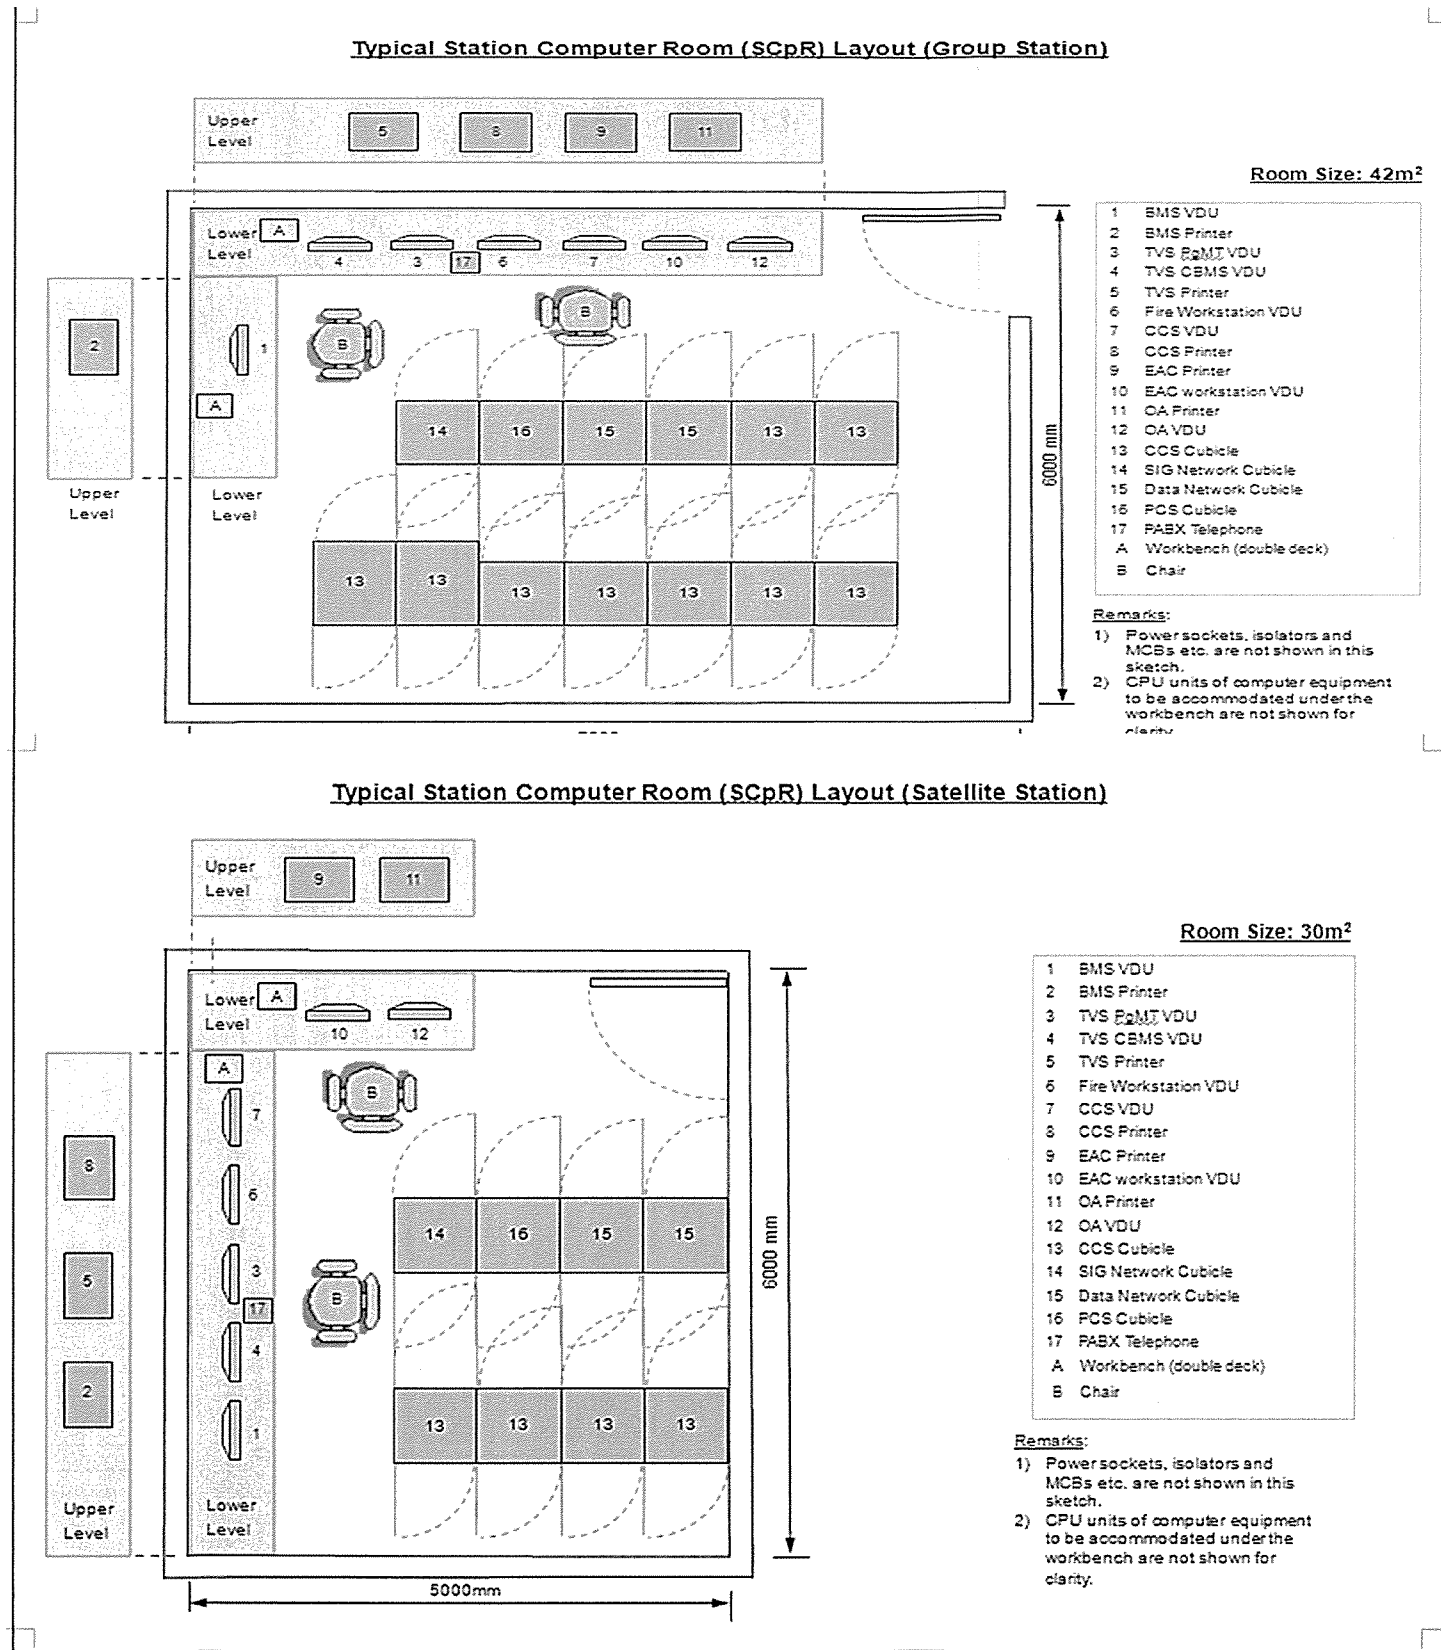 Typical Station Computer Room (SCpR) Layout (Group Station)
Upper
Level
5
8
9
11
Room Size: 42m²
Lower
Level
A
4
3
17
6
7
10
12
2
1
A
B
B
Upper
Level
Lower
Level
14
16
15
15
13
13
13
13
13
13
13
13
13
6000 mm
1 BMS VDU
2 BMS Printer
3 TVS PgMT VDU
4 TVS CBMS VDU
5 TVS Printer
6 Fire Workstation VDU
7 CCS VDU
8 CCS Printer
9 EAC Printer
10 EAC workstation VDU
11 OA Printer
12 OA VDU
13 CCS Cubicle
14 SIG Network Cubicle
15 Data Network Cubicle
16 PCS Cubicle
17 PABX Telephone
A Workbench (double deck)
B Chair
Remarks:
1) Power sockets, isolators and
MCBs etc. are not shown in this
sketch.
2) CPU units of computer equipment
to be accommodated under the
workbench are not shown for
clarity.
Typical Station Computer Room (SCpR) Layout (Satellite Station)
Upper
Level
9
11
Room Size: 30m²
Lower
Level
A
10
12
A
7
6
3
17
4
1
Lower
Level
8
5
2
Upper
Level
B
B
14
16
15
15
13
13
13
13
6000 mm
5000mm
1 BMS VDU
2 BMS Printer
3 TVS PgMT VDU
4 TVS CBMS VDU
5 TVS Printer
6 Fire Workstation VDU
7 CCS VDU
8 CCS Printer
9 EAC Printer
10 EAC workstation VDU
11 OA Printer
12 OA VDU
13 CCS Cubicle
14 SIG Network Cubicle
15 Data Network Cubicle
16 PCS Cubicle
17 PABX Telephone
A Workbench (double deck)
B Chair
Remarks:
1) Power sockets, isolators and
MCBs etc. are not shown in this
sketch.
2) CPU units of computer equipment
to be accommodated under the
workbench are not shown for
clarity.